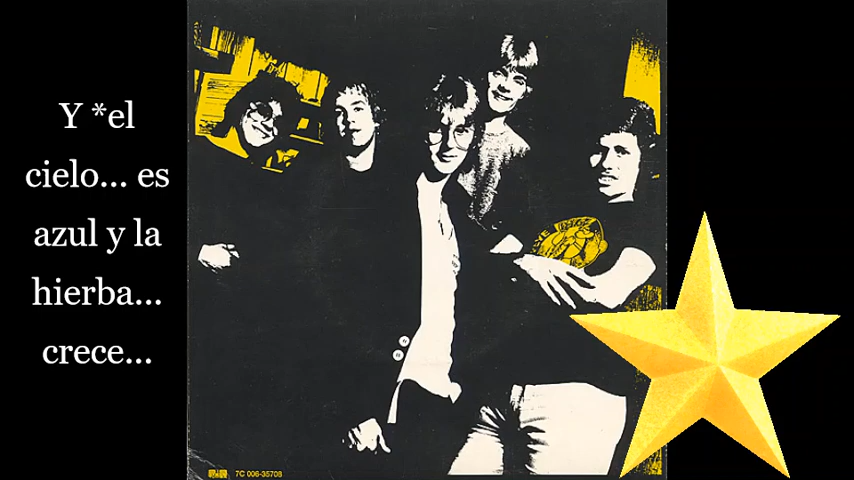 Y *el
cielo... es
azul y la
hierba...
crece...
7C 006-35708